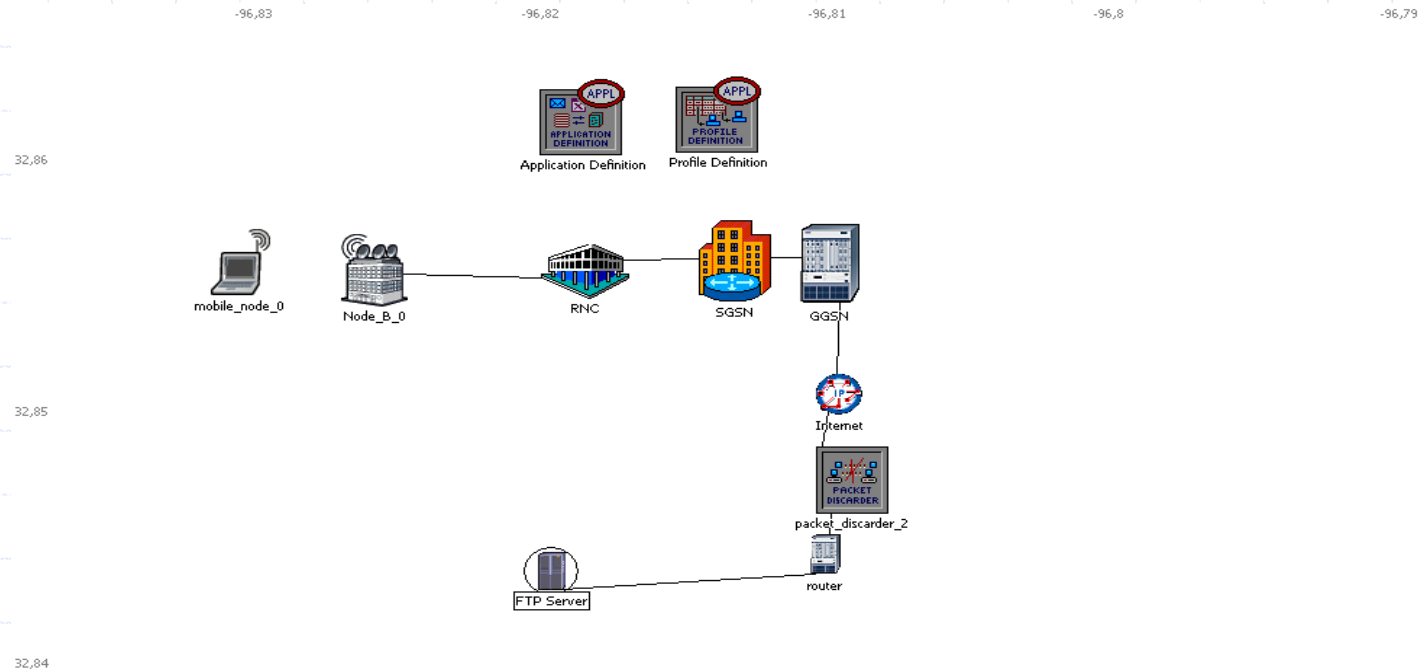 -96,83
-96,82
-96,81
-96,8
-96,79
APPL
APPLICATION
DEFINITION
Application Definition
APPL
PROFILE
DEFINITION
Profile Definition
32,86
mobile_node_0
Node_B_0
RNC
SGSN
GGSN
32,85
IP
Internet
PACKET
DISCARDER
packet_discarder_2
router
FTP Server
32,84